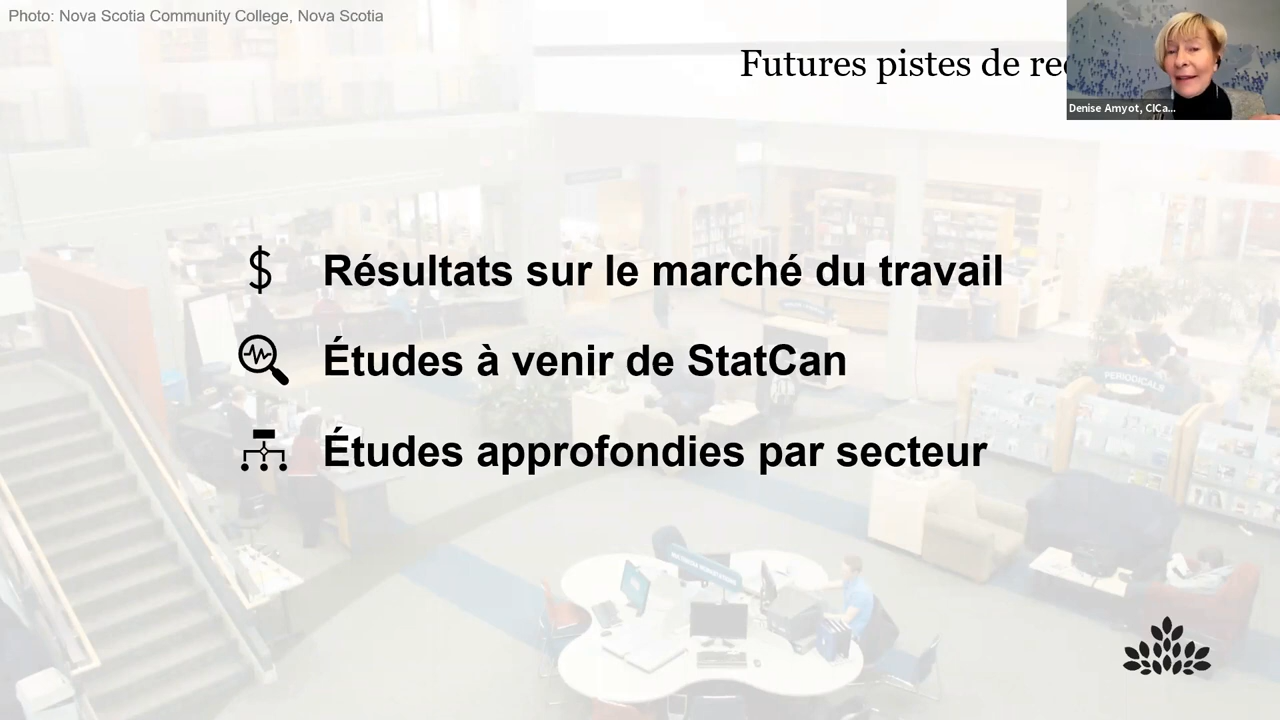 Photo: Nova Scotia Community College, Nova Scotia
Futures pistes de
Denise Amyot, CICa...
$ Résultats sur le marché du travail
Études à venir de StatCan
Études approfondies par secteur
PERIODICALS